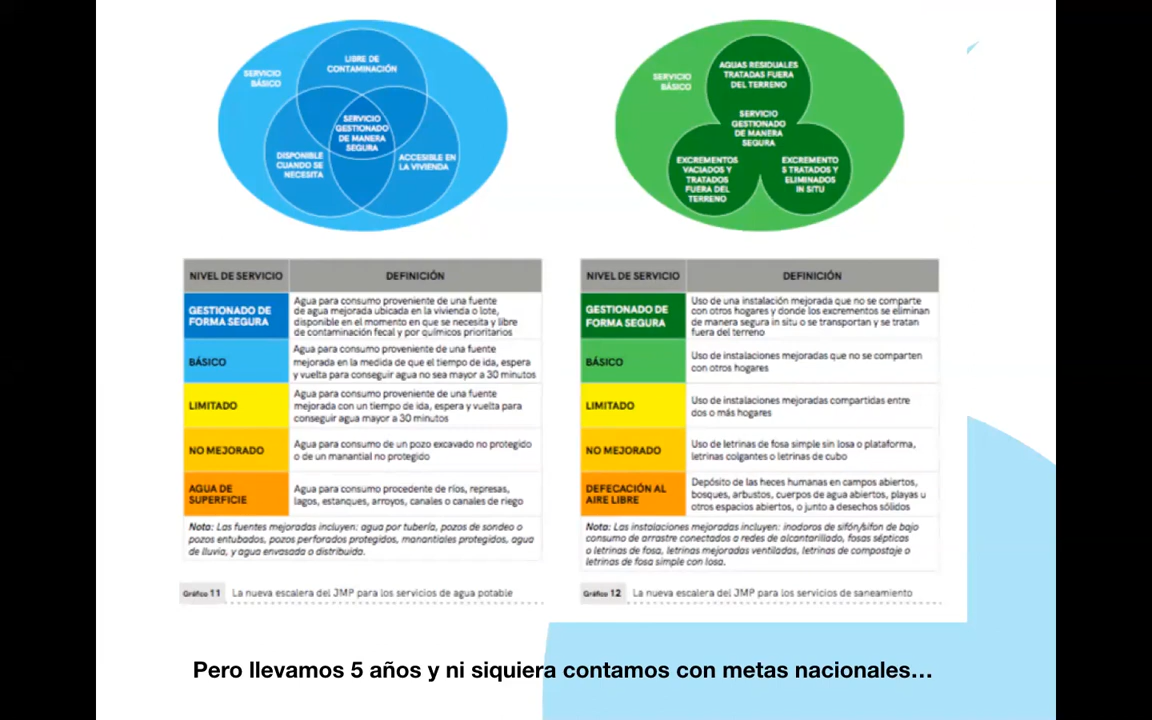 LIBRE DE
CONTAMINACIÓN
SERVICIO
BÁSICO
SERVICIO
GESTIONADO
DE MANERA
SEGURA
DISPONIBLE
CUANDO SE
NECESITA
ACCESIBLE EN
LA VIVIENDA
NIVEL DE SERVICIO DEFINICIÓN
GESTIONADO DE
FORMA SEGURA
Agua para consumo proveniente de una fuente
de agua mejorada ubicada en la vivienda o lote,
disponible en el momento en que se necesita y libre
de contaminación fecal y por químicos prioritarios
BÁSICO
Agua para consumo proveniente de una fuente
mejorada en la medida de que el tiempo de ida, espera
y vuelta para conseguir agua no sea mayor a 30 minutos
LIMITADO
Agua para consumo proveniente de una fuente
mejorada con un tiempo de ida, espera y vuelta para
conseguir agua mayor a 30 minutos
NO MEJORADO
Agua para consumo de un pozo excavado no protegido
o de un manantial no protegido
AGUA DE
SUPERFICIE
Agua para consumo procedente de ríos, represas,
lagos, estanques, arroyos, canales o canales de riego
Nota: Las fuentes mejoradas incluyen: agua por tubería, pozos de sondeo o
pozos entubados, pozos perforados protegidos, manantiales protegidos, agua
de lluvia, y agua envasada o distribuida.
Gráfico 11 La nueva escalera del JMP para los servicios de agua potable
AGUAS RESIDUALES
TRATADAS FUERA
DEL TERRENO
SERVICIO
BÁSICO
SERVICIO
GESTIONADO
DE MANERA
SEGURA
EXCREMENTOS
VACIADOS Y
TRATADOS
FUERA DEL
TERRENO
EXCREMENTO
S TRATADOS Y
ELIMINADOS
IN SITU
NIVEL DE SERVICIO DEFINICIÓN
GESTIONADO DE
FORMA SEGURA
Uso de una instalación mejorada que no se comparte
con otros hogares y donde los excrementos se eliminan
de manera segura in situ o se transportan y se tratan
fuera del terreno
BÁSICO
Uso de instalaciones mejoradas que no se comparten
con otros hogares
LIMITADO
Uso de instalaciones mejoradas compartidas entre
dos o más hogares
NO MEJORADO
Uso de letrinas de fosa simple sin losa o plataforma,
letrinas colgantes o letrinas de cubo
DEFECACIÓN AL
AIRE LIBRE
Depósito de las heces humanas en campos abiertos,
bosques, arbustos, cuerpos de agua abiertos, playas u
otros espacios abiertos, o junto a desechos sólidos
Nota: Las instalaciones mejoradas incluyen: inodoros de sifón/sifon de bajo
consumo de arrastre conectados a redes de alcantarillado, fosas sépticas
o letrinas de fosa, letrinas mejoradas ventiladas, letrinas de compostaje o
letrinas de fosa simple con losa.
Gráfico 12 La nueva escalera del JMP para los servicios de saneamiento
Pero llevamos 5 años y ni siquiera contamos con metas nacionales…